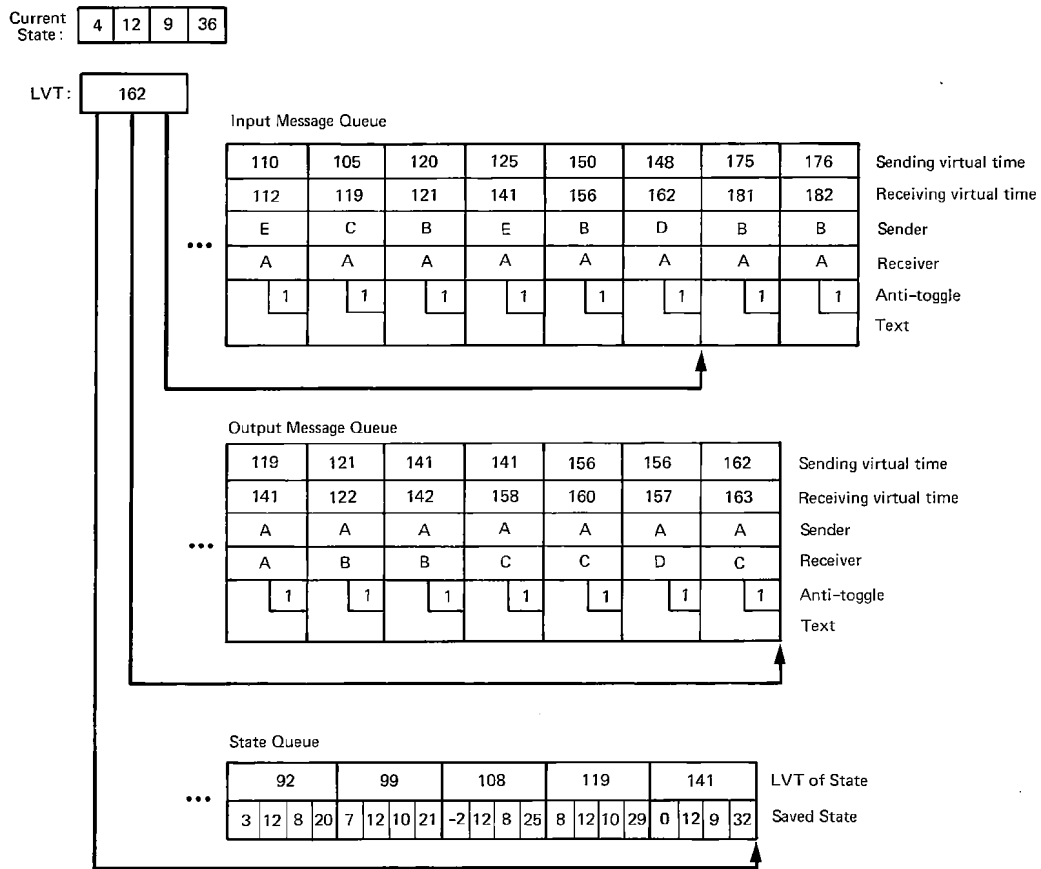 Current State: 4 12 9 36
LVT: 162
Input Message Queue
110 105 120 125 150 148 175 176 Sending virtual time
112 119 121 141 156 162 181 182 Receiving virtual time
... E C B E B D B B Sender
A A A A A A A A Receiver
1 1 1 1 1 1 1 1 Anti-toggle
Text
Output Message Queue
119 121 141 141 156 156 162 Sending virtual time
141 122 142 158 160 157 163 Receiving virtual time
... A A A A A A A Sender
A B B C C D C Receiver
1 1 1 1 1 1 1 Anti-toggle
Text
State Queue
... 92 99 108 119 141 LVT of State
3 12 8 20 7 12 10 21 -2 12 8 25 8 12 10 29 0 12 9 32 Saved State